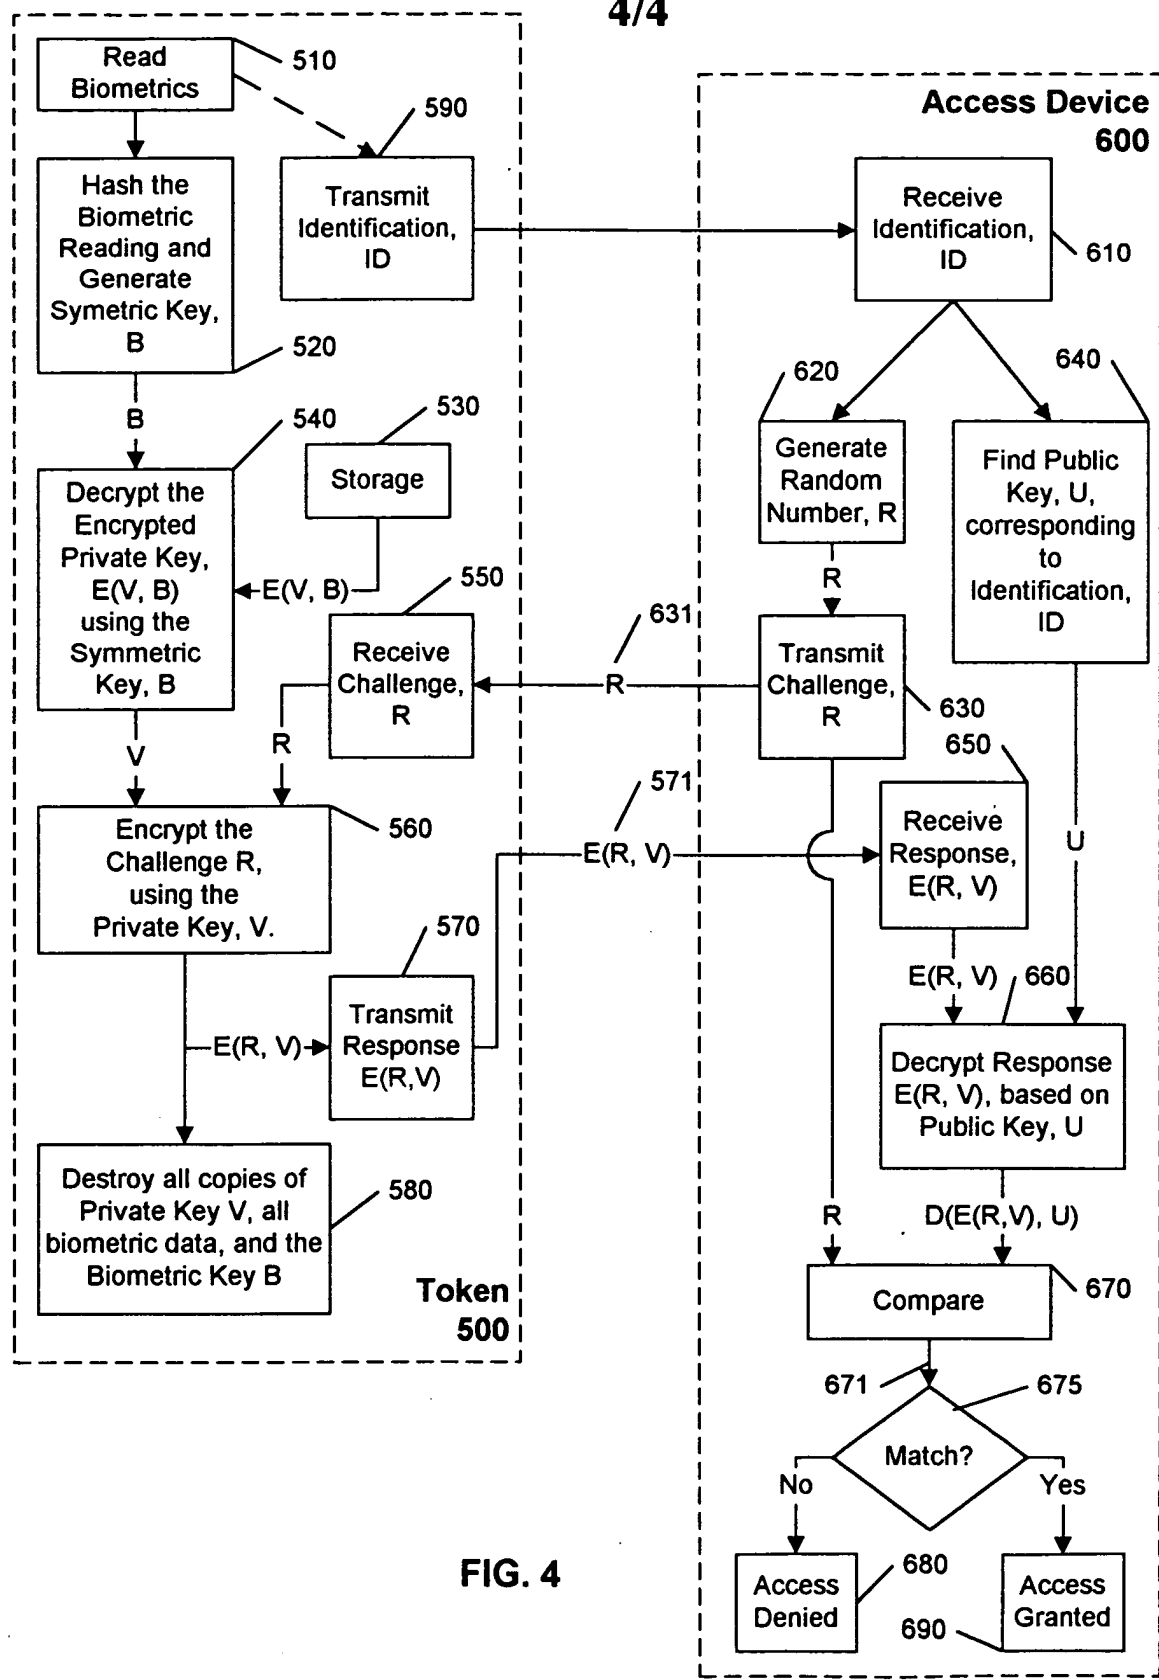 4/4
Read
Biometrics
510
590
Access Device
600
Hash the
Biometric
Reading and
Generate
Symetric Key,
B
520
Transmit
Identification,
ID
Receive
Identification,
ID
610
B
540
530
Storage
620
640
Generate
Random
Number, R
Find Public
Key, U,
corresponding
to
Identification,
ID
Decrypt the
Encrypted
Private Key,
E(V, B)
using the
Symmetric
Key, B
E(V, B)
550
Receive
Challenge,
R
631
R
R
Transmit
Challenge,
R
630
V
R
571
650
Encrypt the
Challenge R,
using the
Private Key, V.
560
E(R, V)
Receive
Response,
E(R, V)
U
570
E(R, V)
Transmit
Response
E(R,V)
E(R, V)
660
Decrypt Response
E(R, V), based on
Public Key, U
Destroy all copies of
Private Key V, all
biometric data, and the
Biometric Key B
580
Token
500
R
D(E(R,V), U)
Compare
670
671
675
Match?
No
Yes
FIG. 4
Access
Denied
680
Access
Granted
690